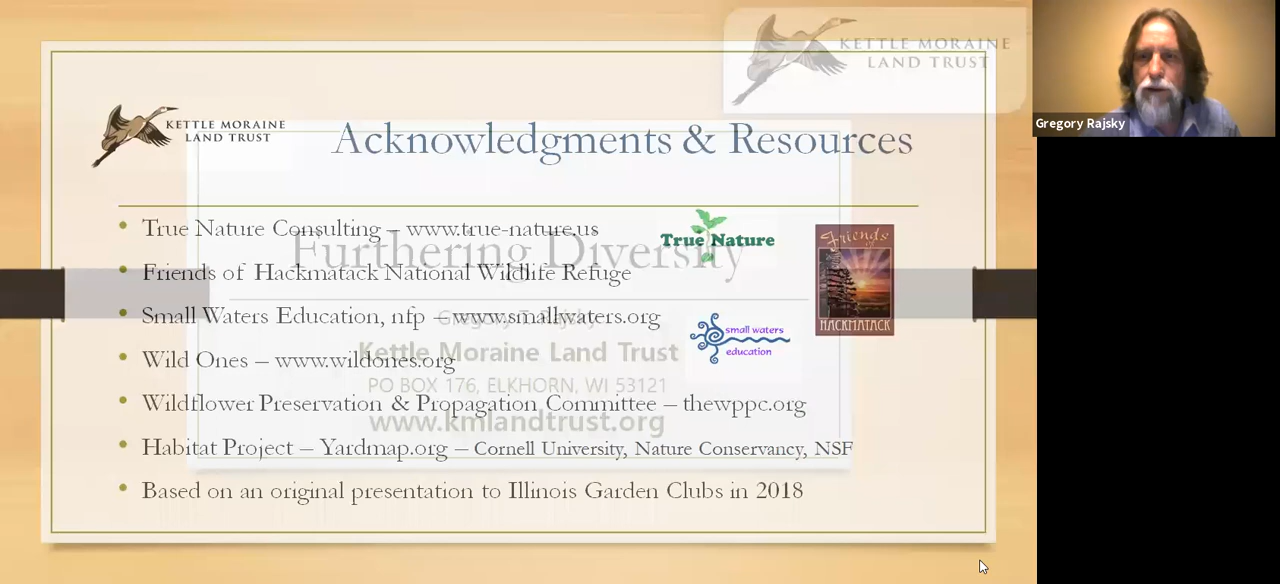 KETTLE MORAINE
LAND TRUST
KETTLE MORAINE
LAND TRUST
Acknowledgments & Resources
Gregory Rajsky
True Nature Consulting – www.true-nature.us
True Nature
Furthering Diversity
Friends of Hackmatack National Wildlife Refuge
Friends of
HACKMATACK
Small Waters Education, nfp – www.smallwaters.org
small waters
education
Kettle Moraine Land Trust
Wild Ones – www.wildones.org
PO BOX 176, ELKHORN, WI 53121
Wildflower Preservation & Propagation Committee – thewppc.org
www.kmlandtrust.org
Habitat Project – Yardmap.org – Cornell University, Nature Conservancy, NSF
Based on an original presentation to Illinois Garden Clubs in 2018